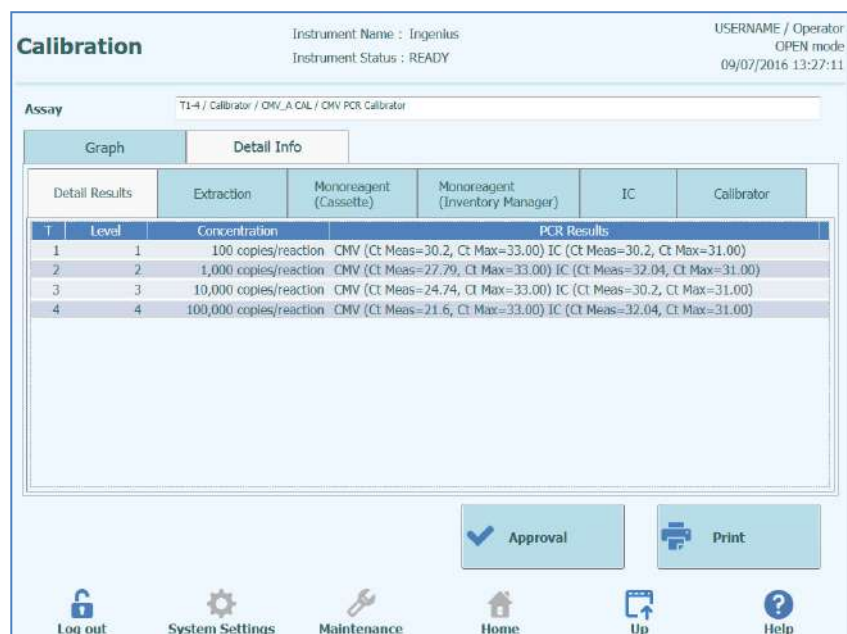 Calibration
Instrument Name : Ingenius
Instrument Status : READY
USERNAME / Operator
OPEN mode
09/07/2016 13:27:11
Assay
T1-4 / Calibrator / CMV_A CAL / CMV PCR Calibrator
Graph
Detail Info
Detail Results
Extraction
Monoreagent
(Cassette)
Monoreagent
(Inventory Manager)
IC
Calibrator
T Level Concentration PCR Results
1 1 100 copies/reaction CMV (Ct Meas=30.2, Ct Max=33.00) IC (Ct Meas=30.2, Ct Max=31.00)
2 2 1,000 copies/reaction CMV (Ct Meas=27.79, Ct Max=33.00) IC (Ct Meas=32.04, Ct Max=31.00)
3 3 10,000 copies/reaction CMV (Ct Meas=24.74, Ct Max=33.00) IC (Ct Meas=30.2, Ct Max=31.00)
4 4 100,000 copies/reaction CMV (Ct Meas=21.6, Ct Max=33.00) IC (Ct Meas=32.04, Ct Max=31.00)
Approval
Print
Log out
System Settings
Maintenance
Home
Up
Help